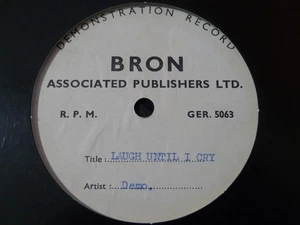 DEMONSTRATION RECORD
BRON
ASSOCIATED PUBLISHERS LTD.
R. P. M. GER. 5063
Title :. LAUGH UNTIL I CRY
Artist :. Demo.